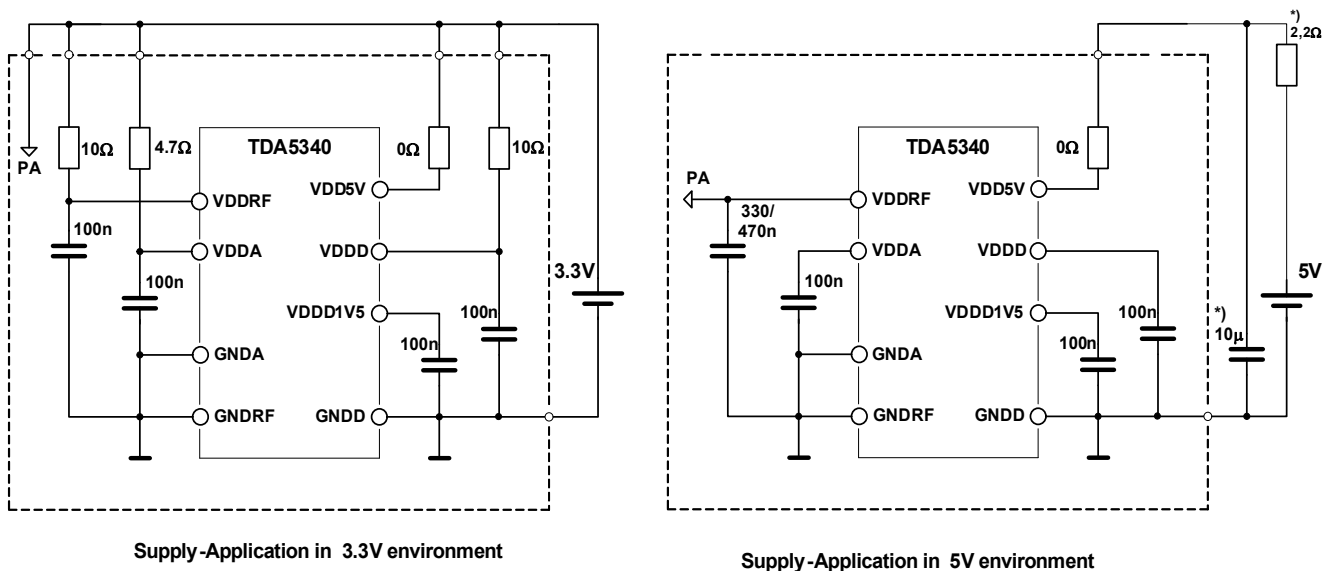 PA
10Ω
4.7Ω
TDA5340
0Ω
10Ω
VDD5V
VDDRF
100n
VDDA
VDDD
3.3V
100n
VDDD1V5
100n
100n
GNDA
GNDRF
GNDD
Supply-Application in 3.3V environment
*)
2,2Ω
TDA5340
0Ω
PA
VDD5V
VDDRF
330/
470n
VDDA
VDDD
5V
100n
VDDD1V5
100n
*)
10µ
100n
GNDA
GNDRF
GNDD
Supply-Application in 5V environment